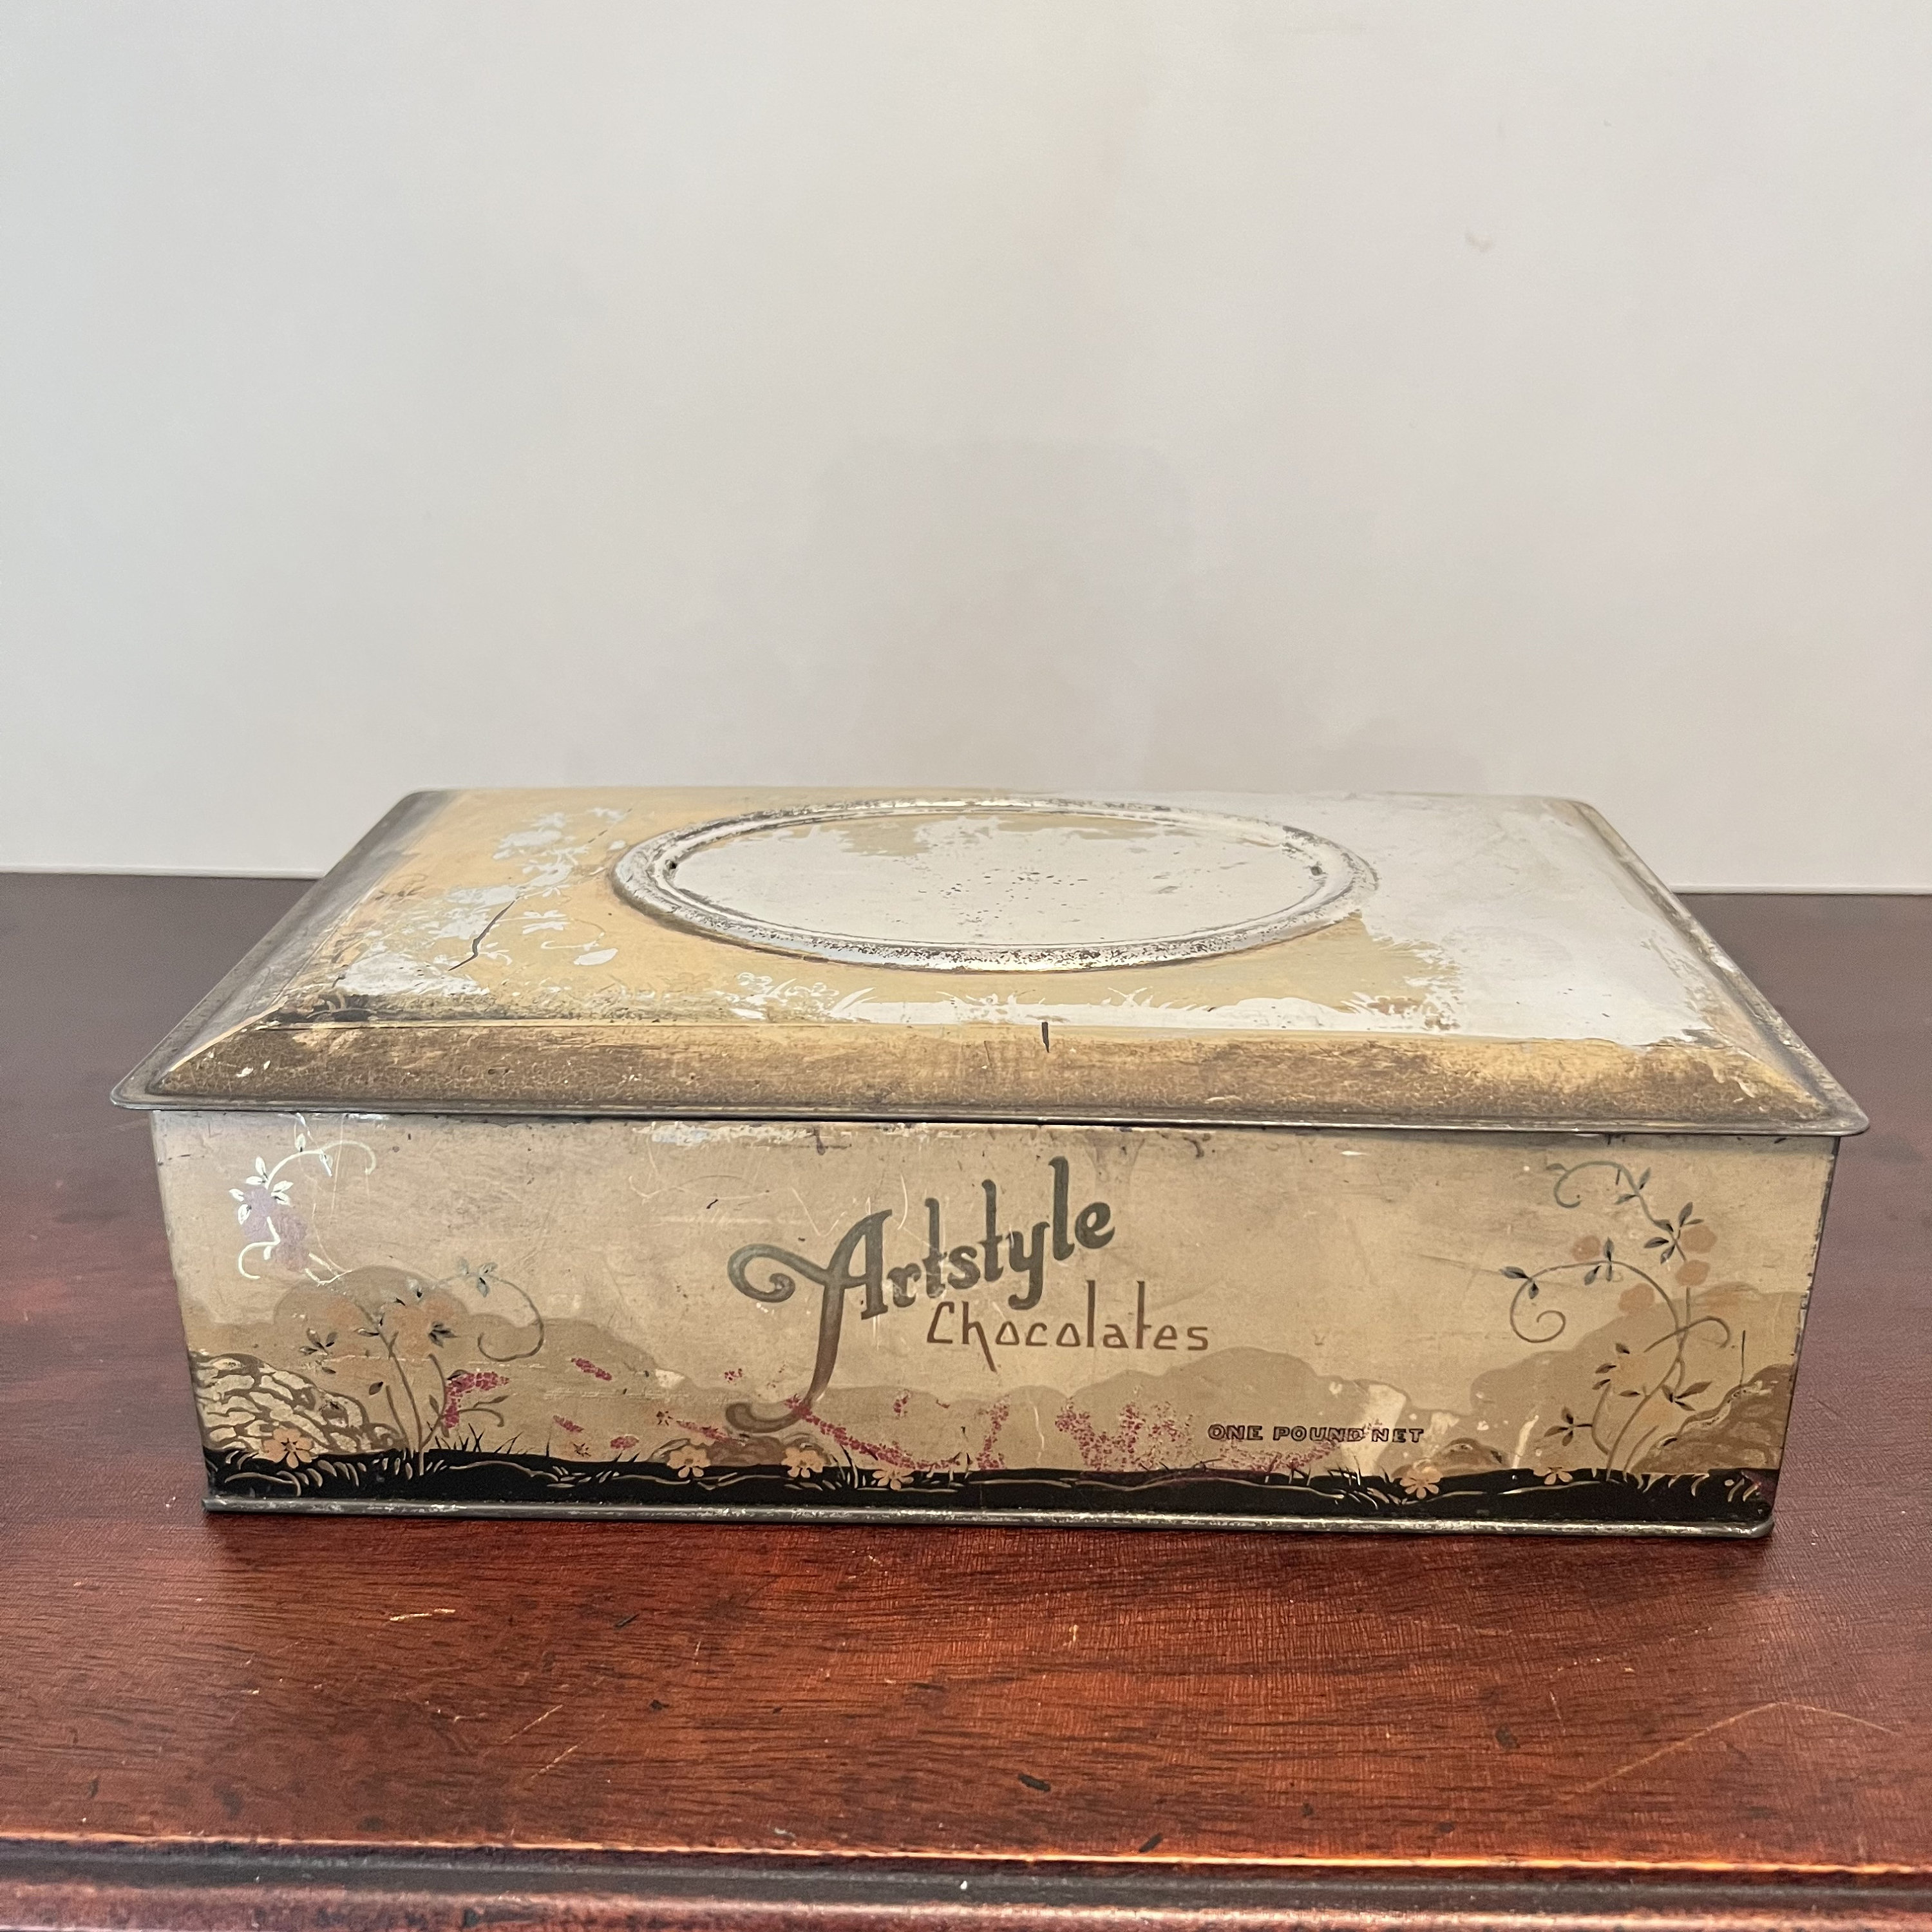 Artstyle
Chocolates
ONE POUND NET